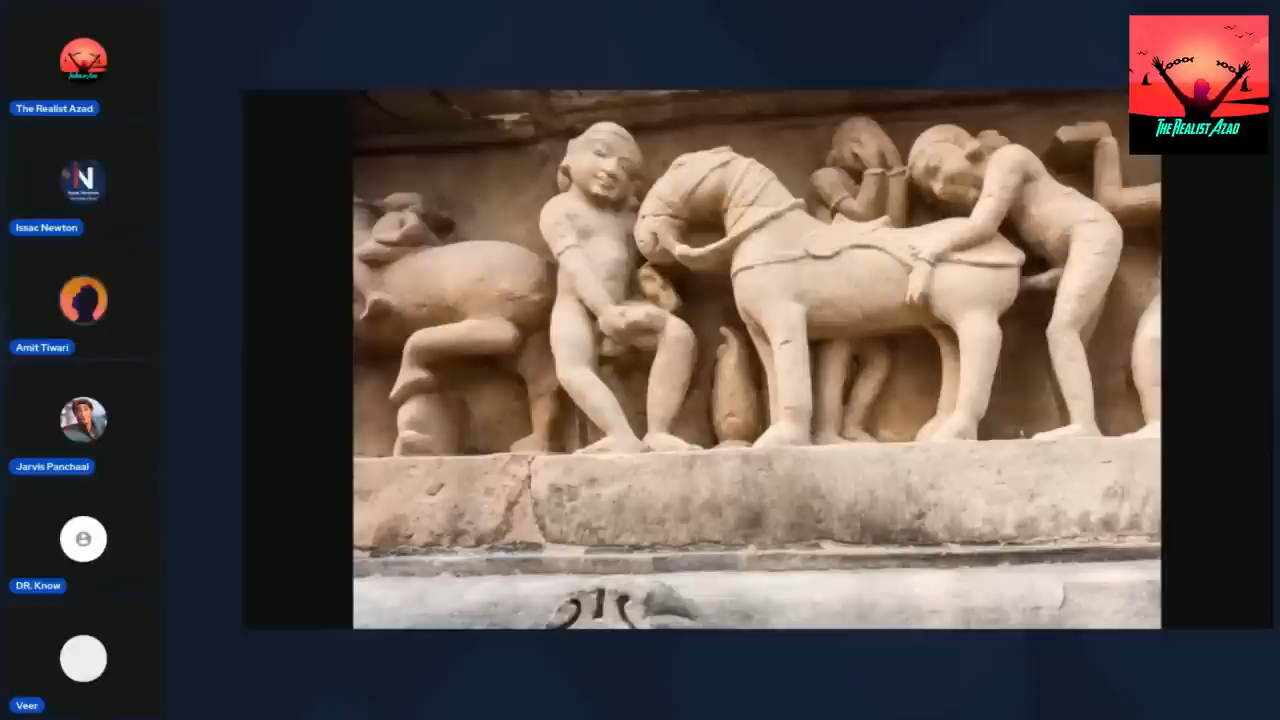 The Realist Azad
THE REALIST AZAD
N
Issac Newton
Amit Tiwari
Jarvis Panchaal
DR. Know
Veer